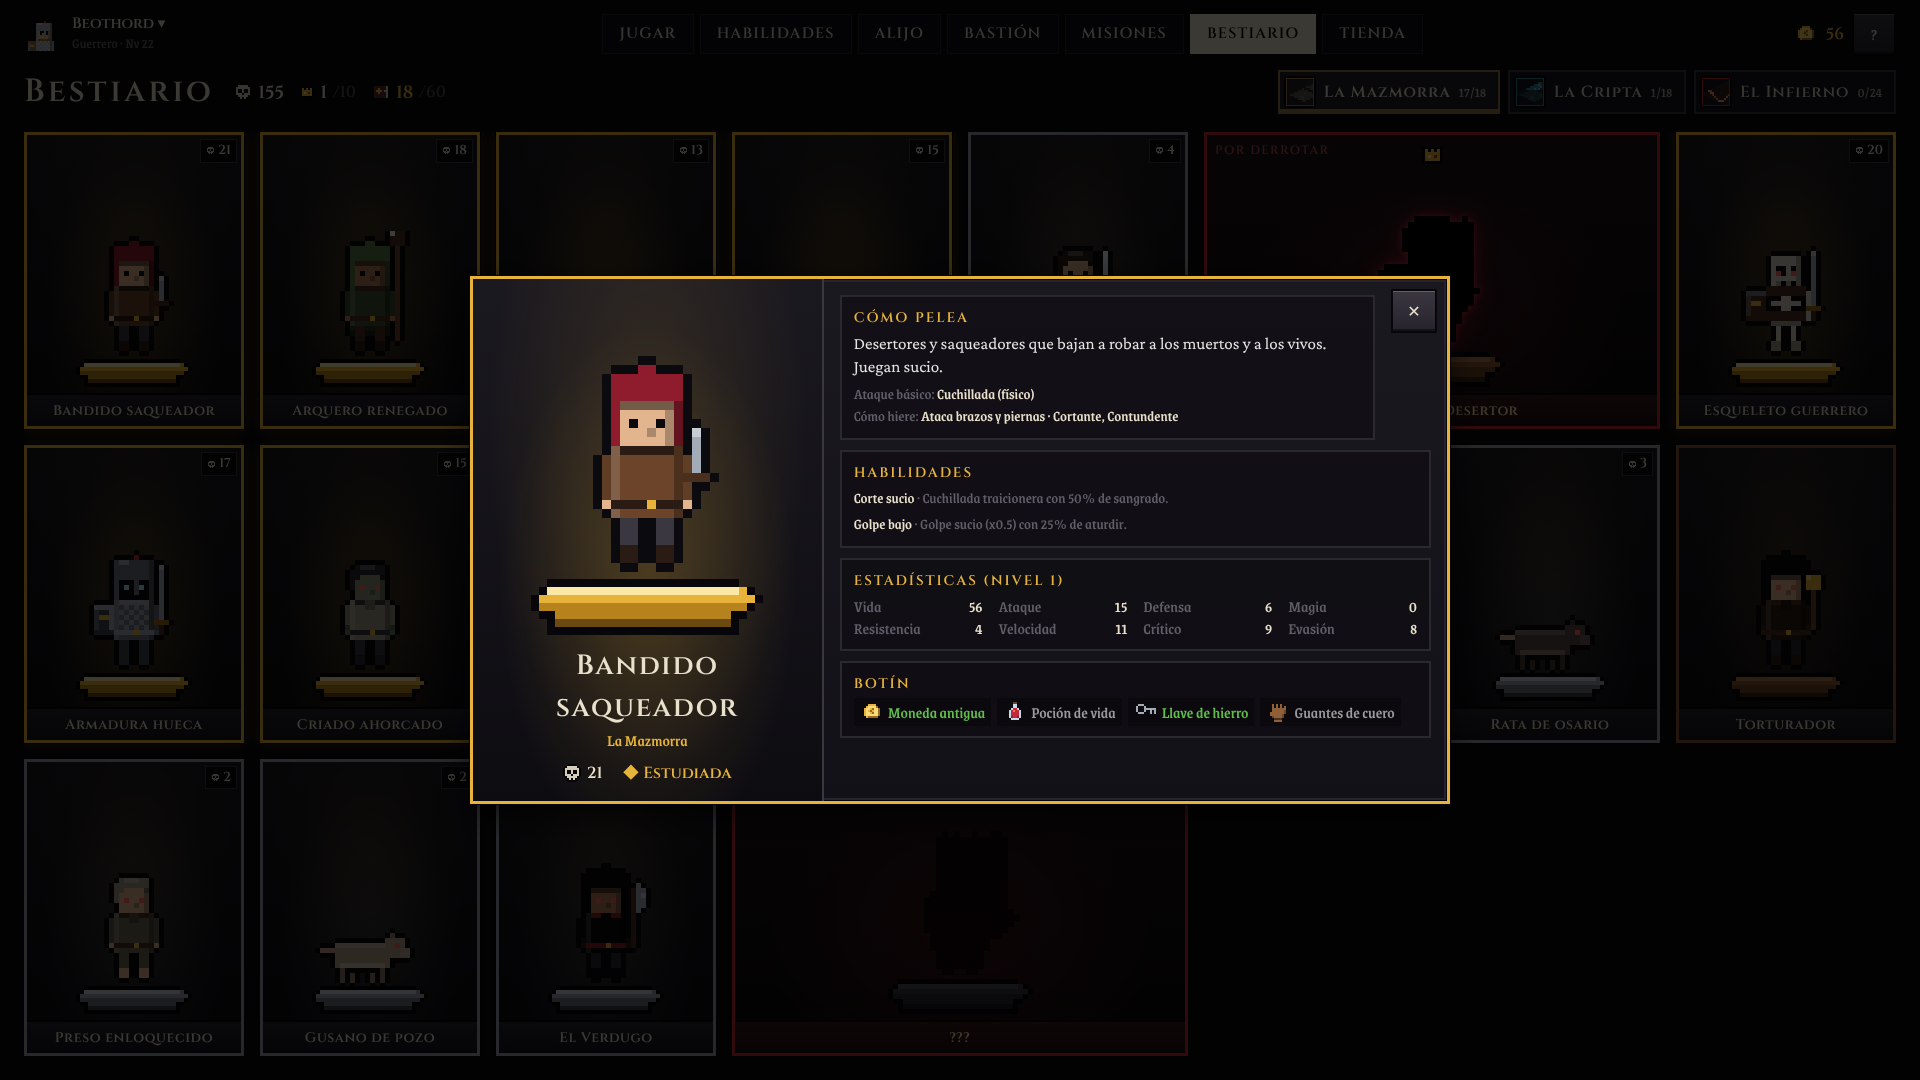 Beothord ▾
Guerrero · Nv 22
JUGAR
HABILIDADES
ALIJO
BASTIÓN
MISIONES
BESTIARIO
TIENDA
56
?
Bestiario
155
1 /10
18 /60
La Mazmorra 17/18
La Cripta 1/18
El Infierno 0/24
21
18
13
15
4
POR DERROTAR
20
Bandido saqueador
Arquero renegado
Desertor
Esqueleto guerrero
17
15
3
Armadura hueca
Criado ahorcado
Rata de osario
Torturador
2
2
Preso enloquecido
Gusano de pozo
El Verdugo
???
Bandido
saqueador
La Mazmorra
21
Estudiada
×
CÓMO PELEA
Desertores y saqueadores que bajan a robar a los muertos y a los vivos.
Juegan sucio.
Ataque básico: Cuchillada (físico)
Cómo hiere: Ataca brazos y piernas · Cortante, Contundente
HABILIDADES
Corte sucio · Cuchillada traicionera con 50% de sangrado.
Golpe bajo · Golpe sucio (x0.5) con 25% de aturdir.
ESTADÍSTICAS (NIVEL 1)
Vida 56 Ataque 15 Defensa 6 Magia 0
Resistencia 4 Velocidad 11 Crítico 9 Evasión 8
BOTÍN
Moneda antigua Poción de vida Llave de hierro Guantes de cuero